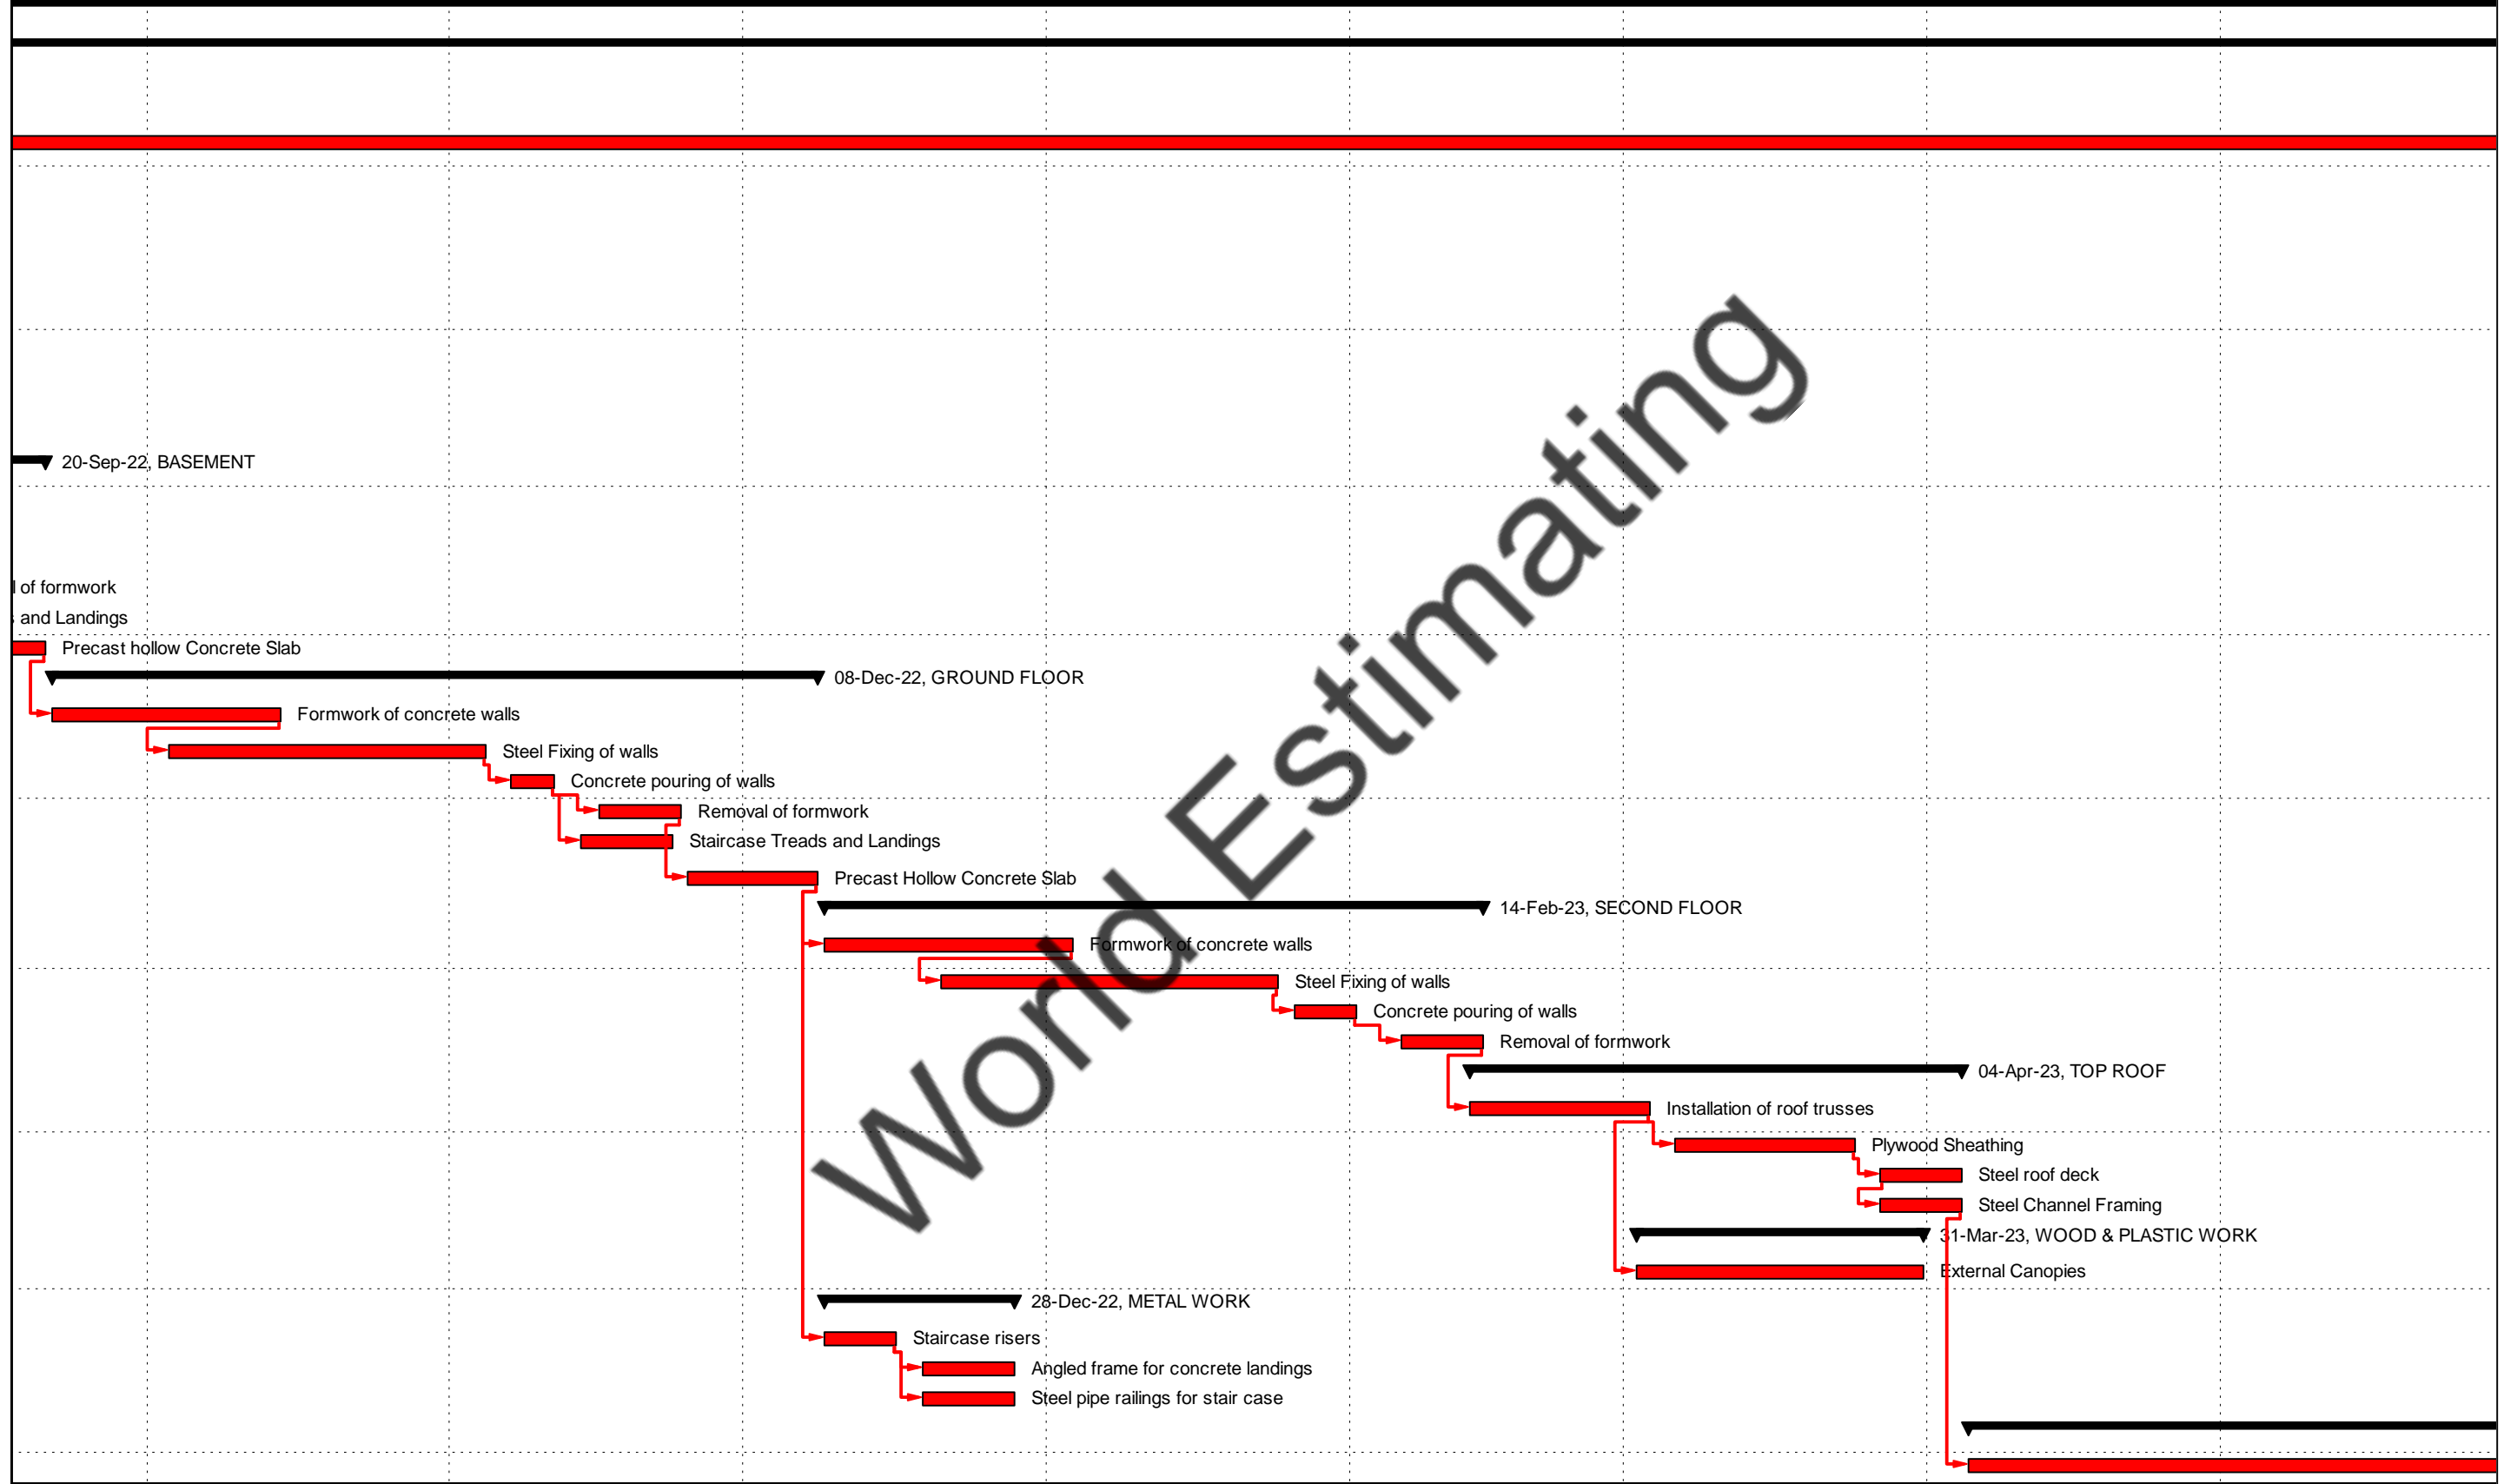 20-Sep-22, BASEMENT
l of formwork
and Landings
Precast hollow Concrete Slab
08-Dec-22, GROUND FLOOR
Formwork of concrete walls
Steel Fixing of walls
Concrete pouring of walls
Removal of formwork
Staircase Treads and Landings
Precast Hollow Concrete Slab
14-Feb-23, SECOND FLOOR
Formwork of concrete walls
Steel Fixing of walls
Concrete pouring of walls
Removal of formwork
04-Apr-23, TOP ROOF
Installation of roof trusses
Plywood Sheathing
Steel roof deck
Steel Channel Framing
31-Mar-23, WOOD & PLASTIC WORK
External Canopies
28-Dec-22, METAL WORK
Staircase risers
Angled frame for concrete landings
Steel pipe railings for stair case
World Estimating